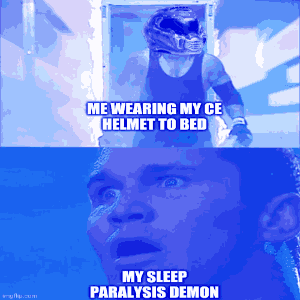 ME WEARING MY CE
HELMET TO BED
MY SLEEP
PARALYSIS DEMON
imgflip.com